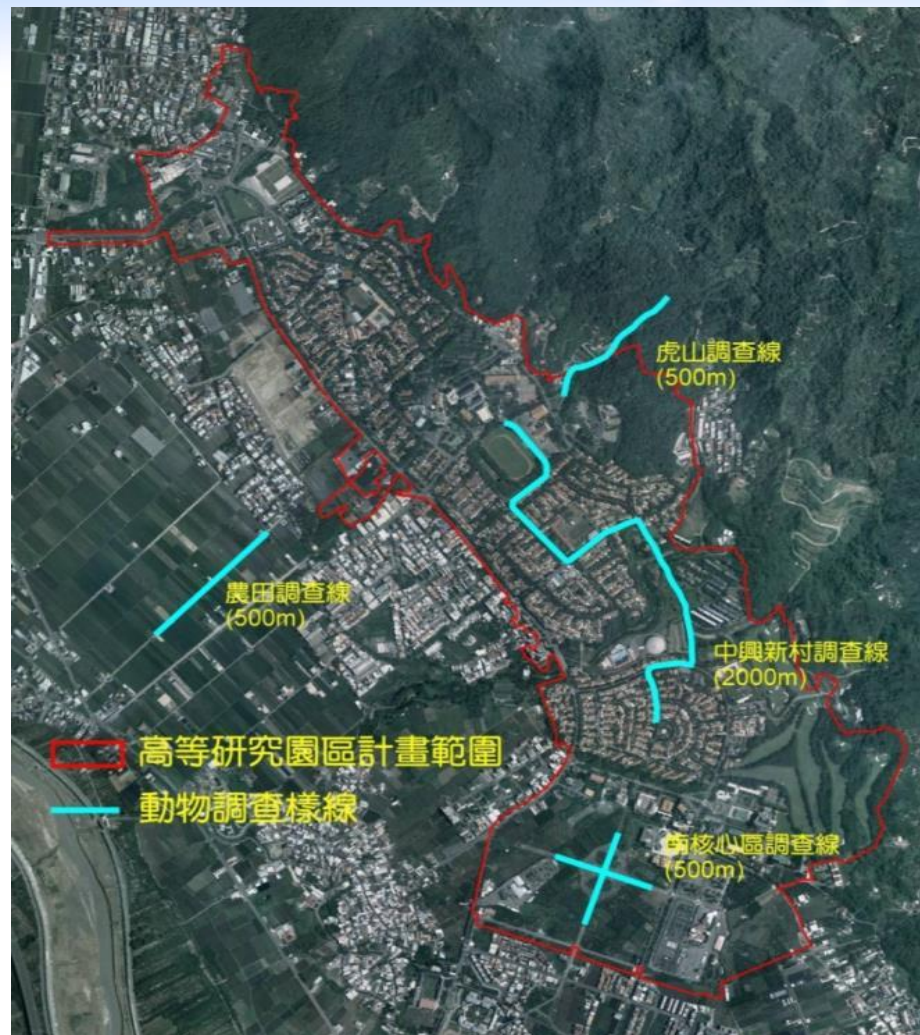 虎山調查線
(500m)
農田調查線
(500m)
中興新村調查線
(2000m)
高等研究園區計畫範圍
動物調查樣線
南核心區調查線
(500m)